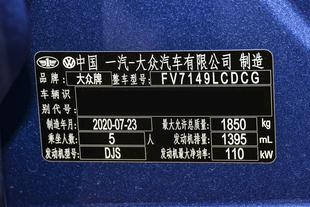 中国 一汽-大众汽车有限公司 制造
品牌: 大众牌 整车型号: FV7149LCDCG
车辆识别代号:
制造年月: 2020-07-23 最大允许总质量: 1850 kg
乘坐人数: 5 人 发动机排量: 1395 mL
发动机型号: DJS 发动机最大净功率: 110 kW